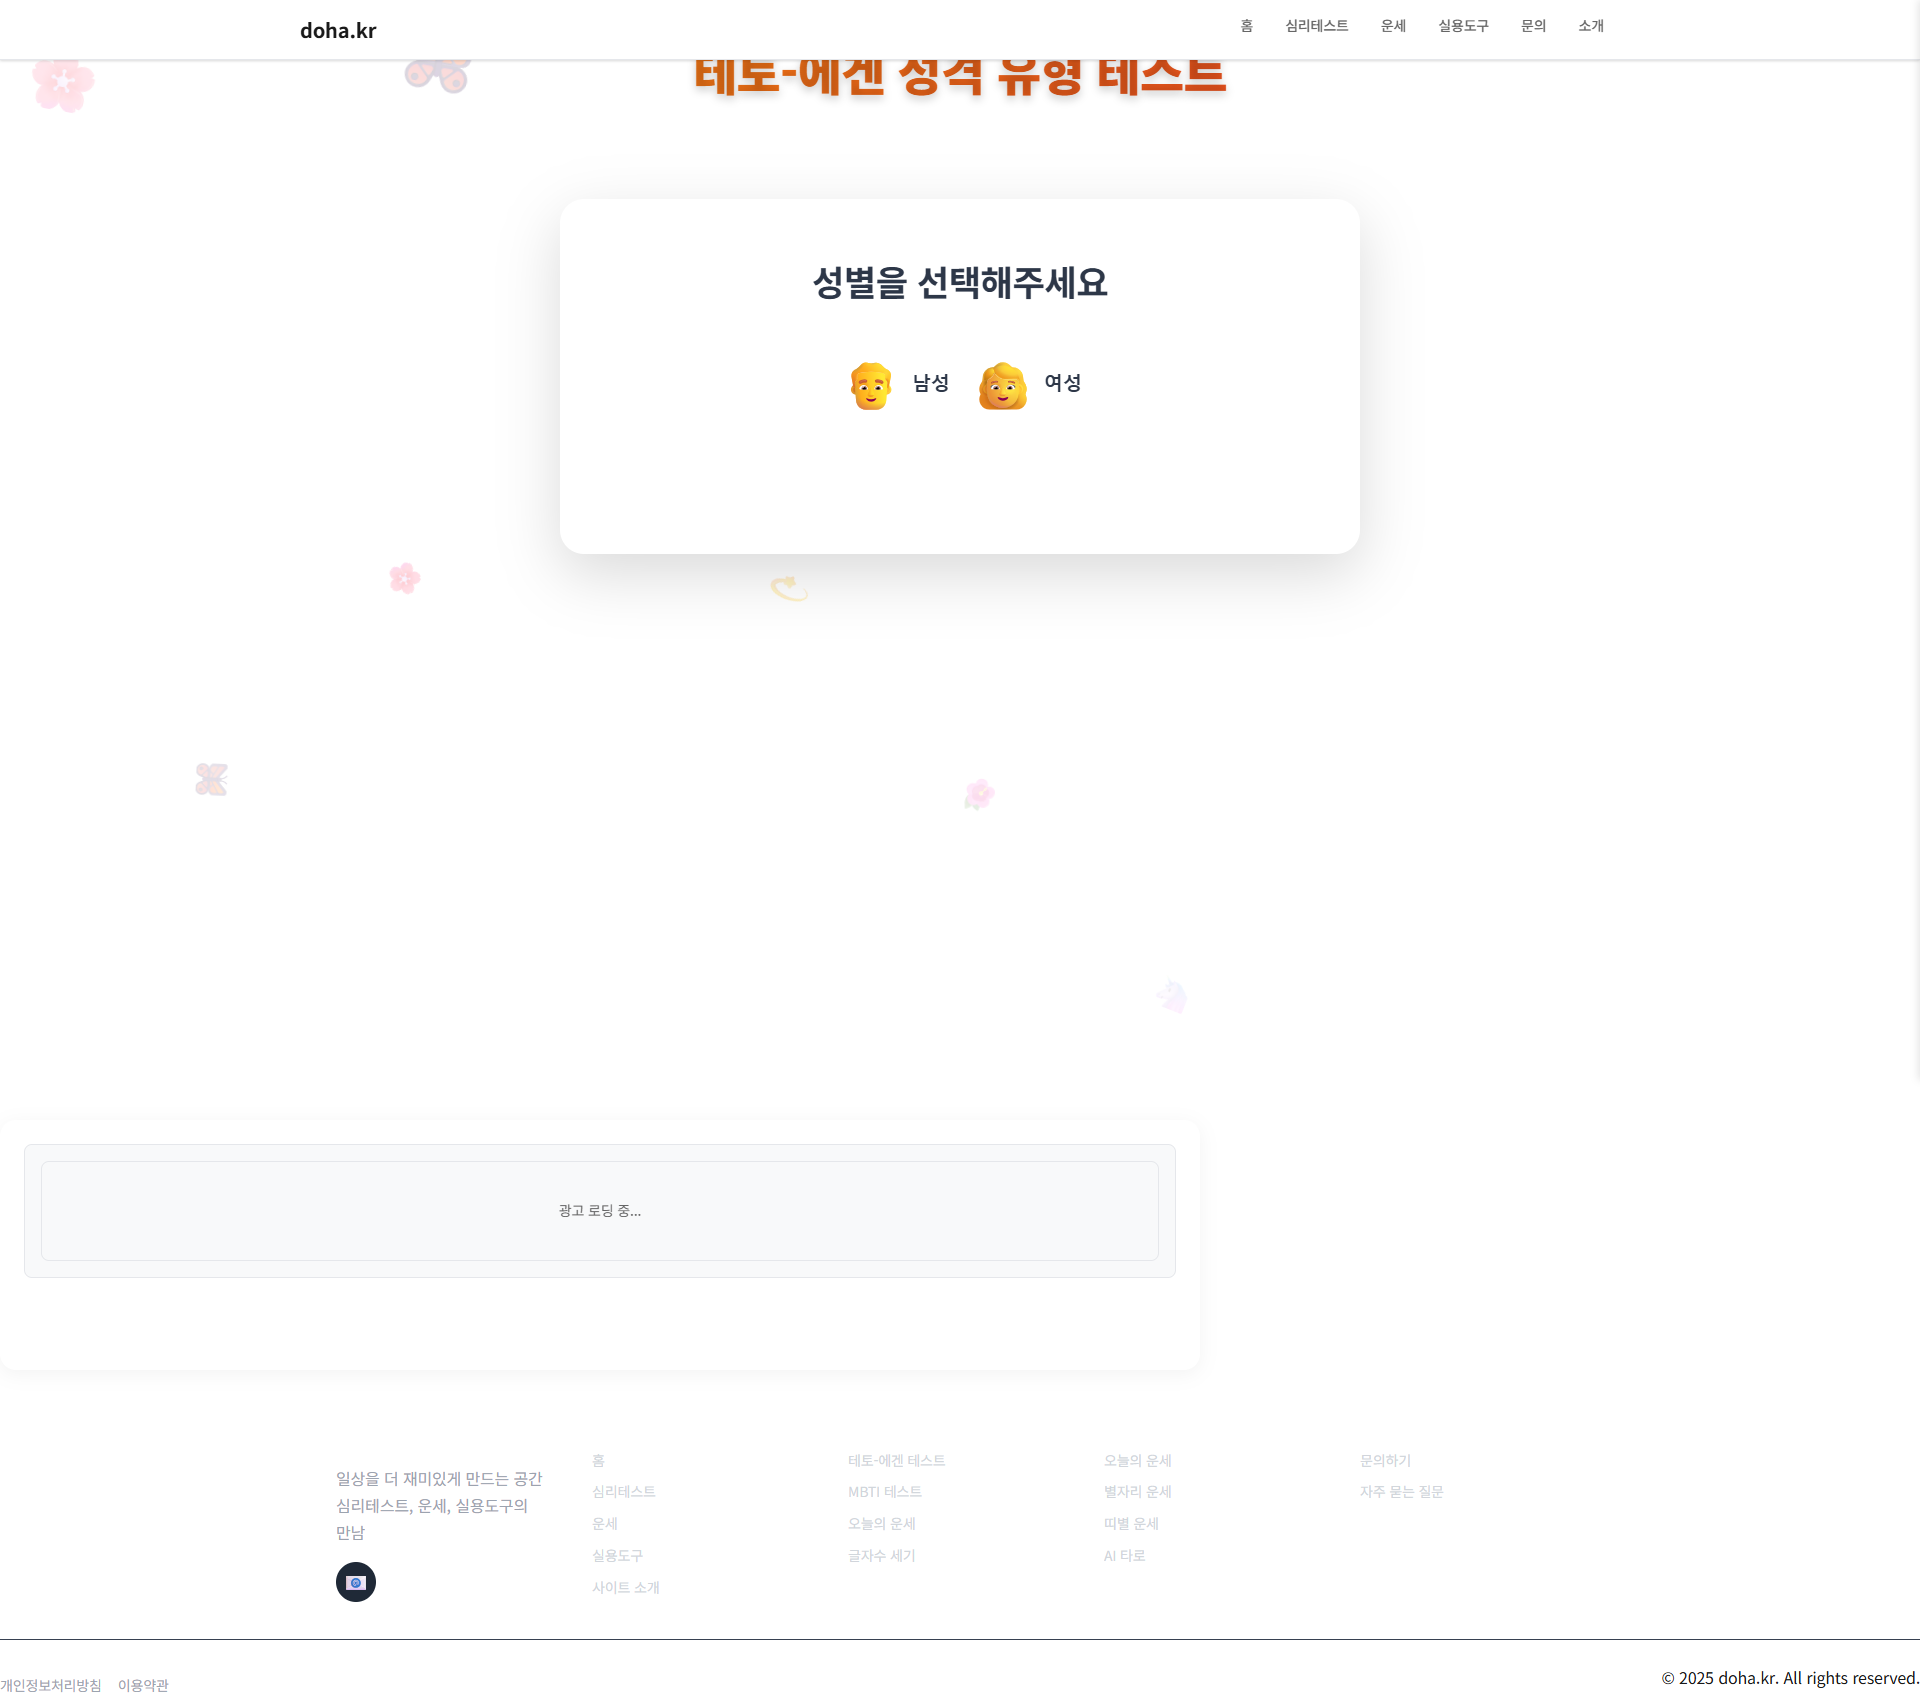 doha.kr
홈 심리테스트 운세 실용도구 문의 소개
테토-에겐 성격 유형 테스트
성별을 선택해주세요
남성 여성
광고 로딩 중...
일상을 더 재미있게 만드는 공간
심리테스트, 운세, 실용도구의
만남
홈
심리테스트
운세
실용도구
사이트 소개
테토-에겐 테스트
MBTI 테스트
오늘의 운세
글자수 세기
오늘의 운세
별자리 운세
띠별 운세
AI 타로
문의하기
자주 묻는 질문
개인정보처리방침 이용약관
© 2025 doha.kr. All rights reserved.